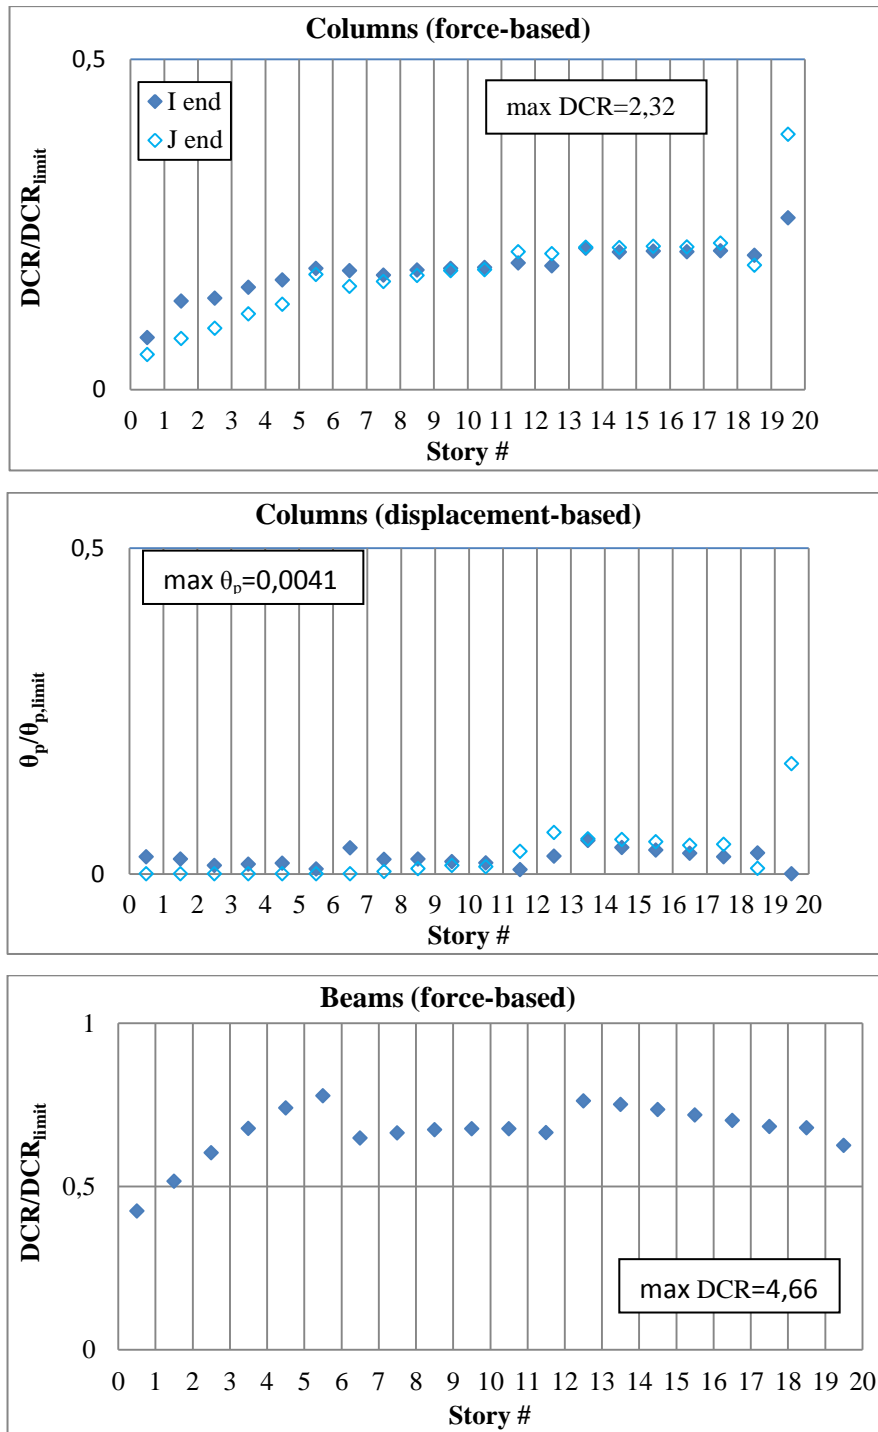 Columns (force-based)
0,5
I end
J end
max DCR=2,32
DCR/DCRlimit
0
0 1 2 3 4 5 6 7 8 9 10 11 12 13 14 15 16 17 18 19 20
Story #
Columns (displacement-based)
0,5
max θp=0,0041
θp/θp,limit
0
0 1 2 3 4 5 6 7 8 9 10 11 12 13 14 15 16 17 18 19 20
Story #
Beams (force-based)
1
DCR/DCRlimit
0,5
max DCR=4,66
0
0 1 2 3 4 5 6 7 8 9 10 11 12 13 14 15 16 17 18 19 20
Story #